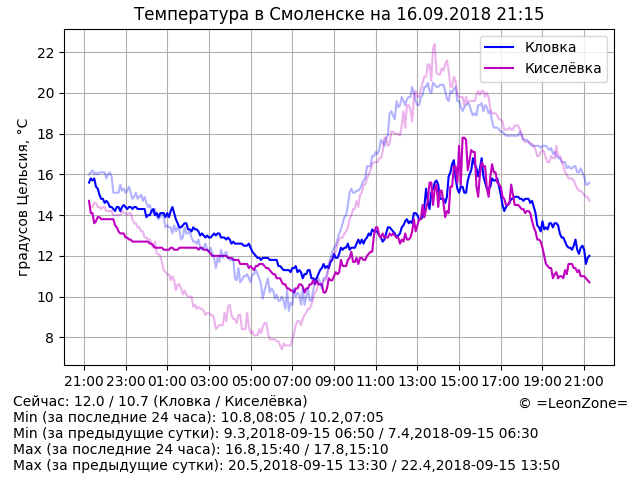 Температура в Смоленске на 16.09.2018 21:15
Кловка
Киселёвка
градусов Цельсия, °C
22
20
18
16
14
12
10
8
21:00 23:00 01:00 03:00 05:00 07:00 09:00 11:00 13:00 15:00 17:00 19:00 21:00
Сейчас: 12.0 / 10.7 (Кловка / Киселёвка)
© =LeonZone=
Min (за последние 24 часа): 10.8,08:05 / 10.2,07:05
Min (за предыдущие сутки): 9.3,2018-09-15 06:50 / 7.4,2018-09-15 06:30
Max (за последние 24 часа): 16.8,15:40 / 17.8,15:10
Max (за предыдущие сутки): 20.5,2018-09-15 13:30 / 22.4,2018-09-15 13:50